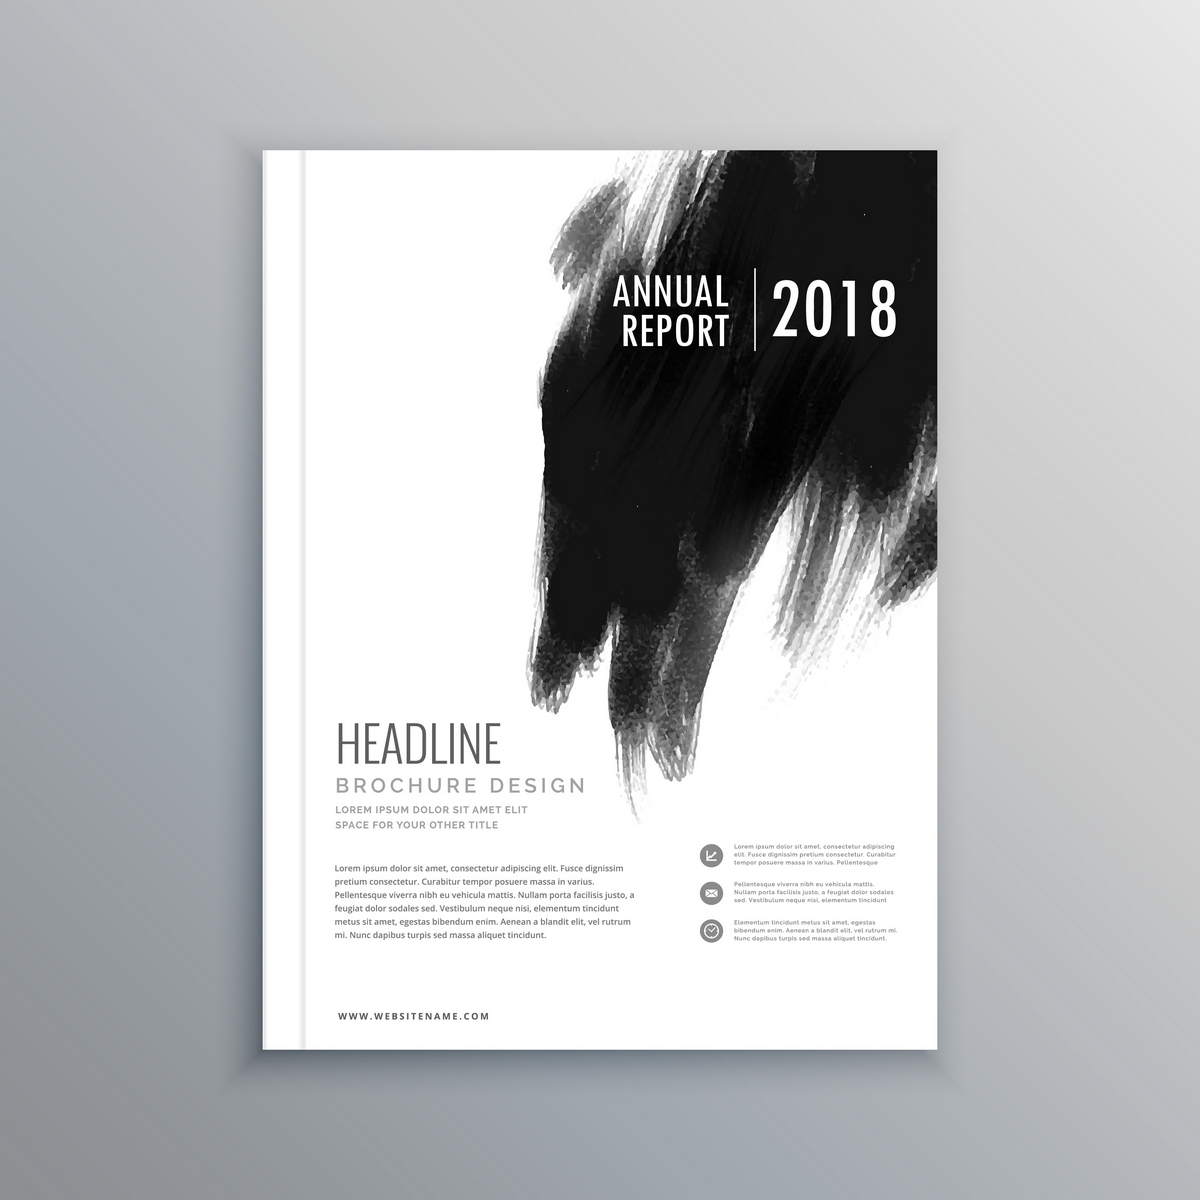 ANNUAL
REPORT
2018
HEADLINE
BROCHURE DESIGN
LOREM IPSUM DOLOR SIT AMET ELIT
SPACE FOR YOUR OTHER TITLE
Lorem ipsum dolor sit amet, consectetur adipiscing elit. Fusce dignissim
pretium consectetur. Curabitur tempor posuere massa in varius.
Pellentesque viverra nibh eu vehicula mattis. Nullam porta facilisis justo, a
feugiat dolor sodales sed. Vestibulum neque nisi, elementum tincidunt
metus sit amet, egestas bibendum enim. Aenean a blandit elit, vel rutrum
mi. Nunc dapibus turpis sed massa aliquet tincidunt.
Lorem ipsum dolor sit amet, consectetur adipiscing
elit. Fusce dignissim pretium consectetur. Curabitur
tempor posuere massa in varius. Pellentesque
Pellentesque viverra nibh eu vehicula mattis.
Nullam porta facilisis justo, a feugiat dolor sodales
sed. Vestibulum neque nisi, elementum tincidunt
Elementum tincidunt metus sit amet, egestas
bibendum enim. Aenean a blandit elit, vel rutrum mi.
Nunc dapibus turpis sed massa aliquet tincidunt.
WWW.WEBSITENAME.COM